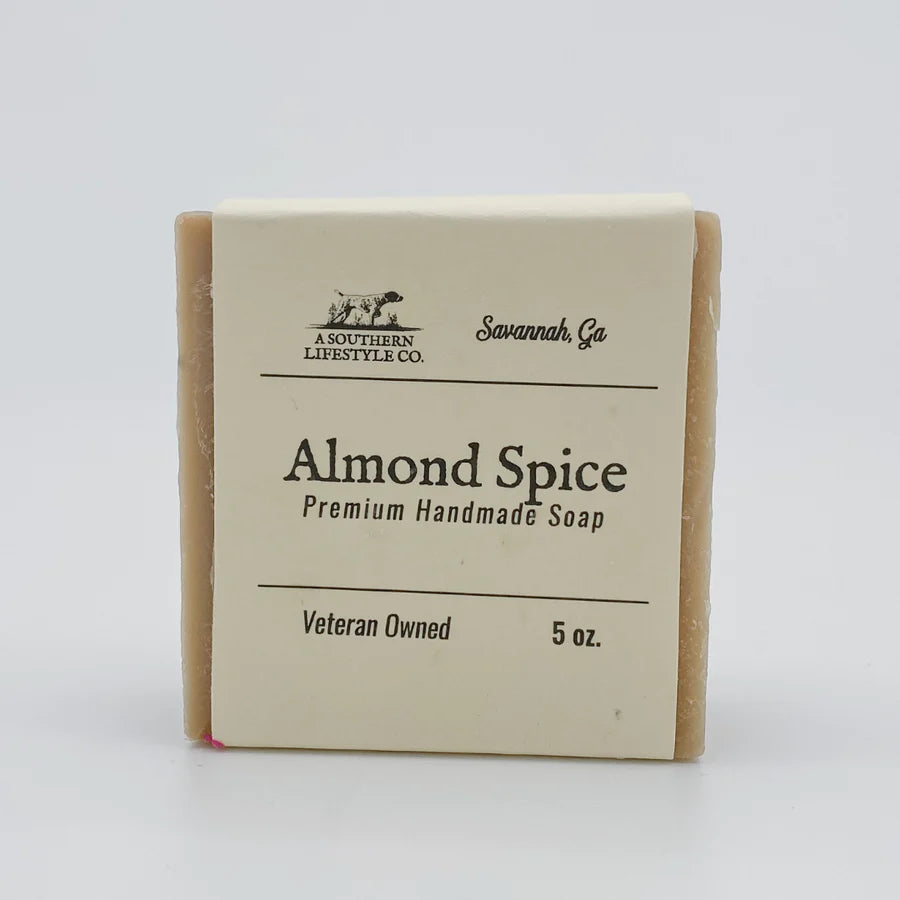 A SOUTHERN
LIFESTYLE CO.
Savannah, Ga
Almond Spice
Premium Handmade Soap
Veteran Owned
5 oz.